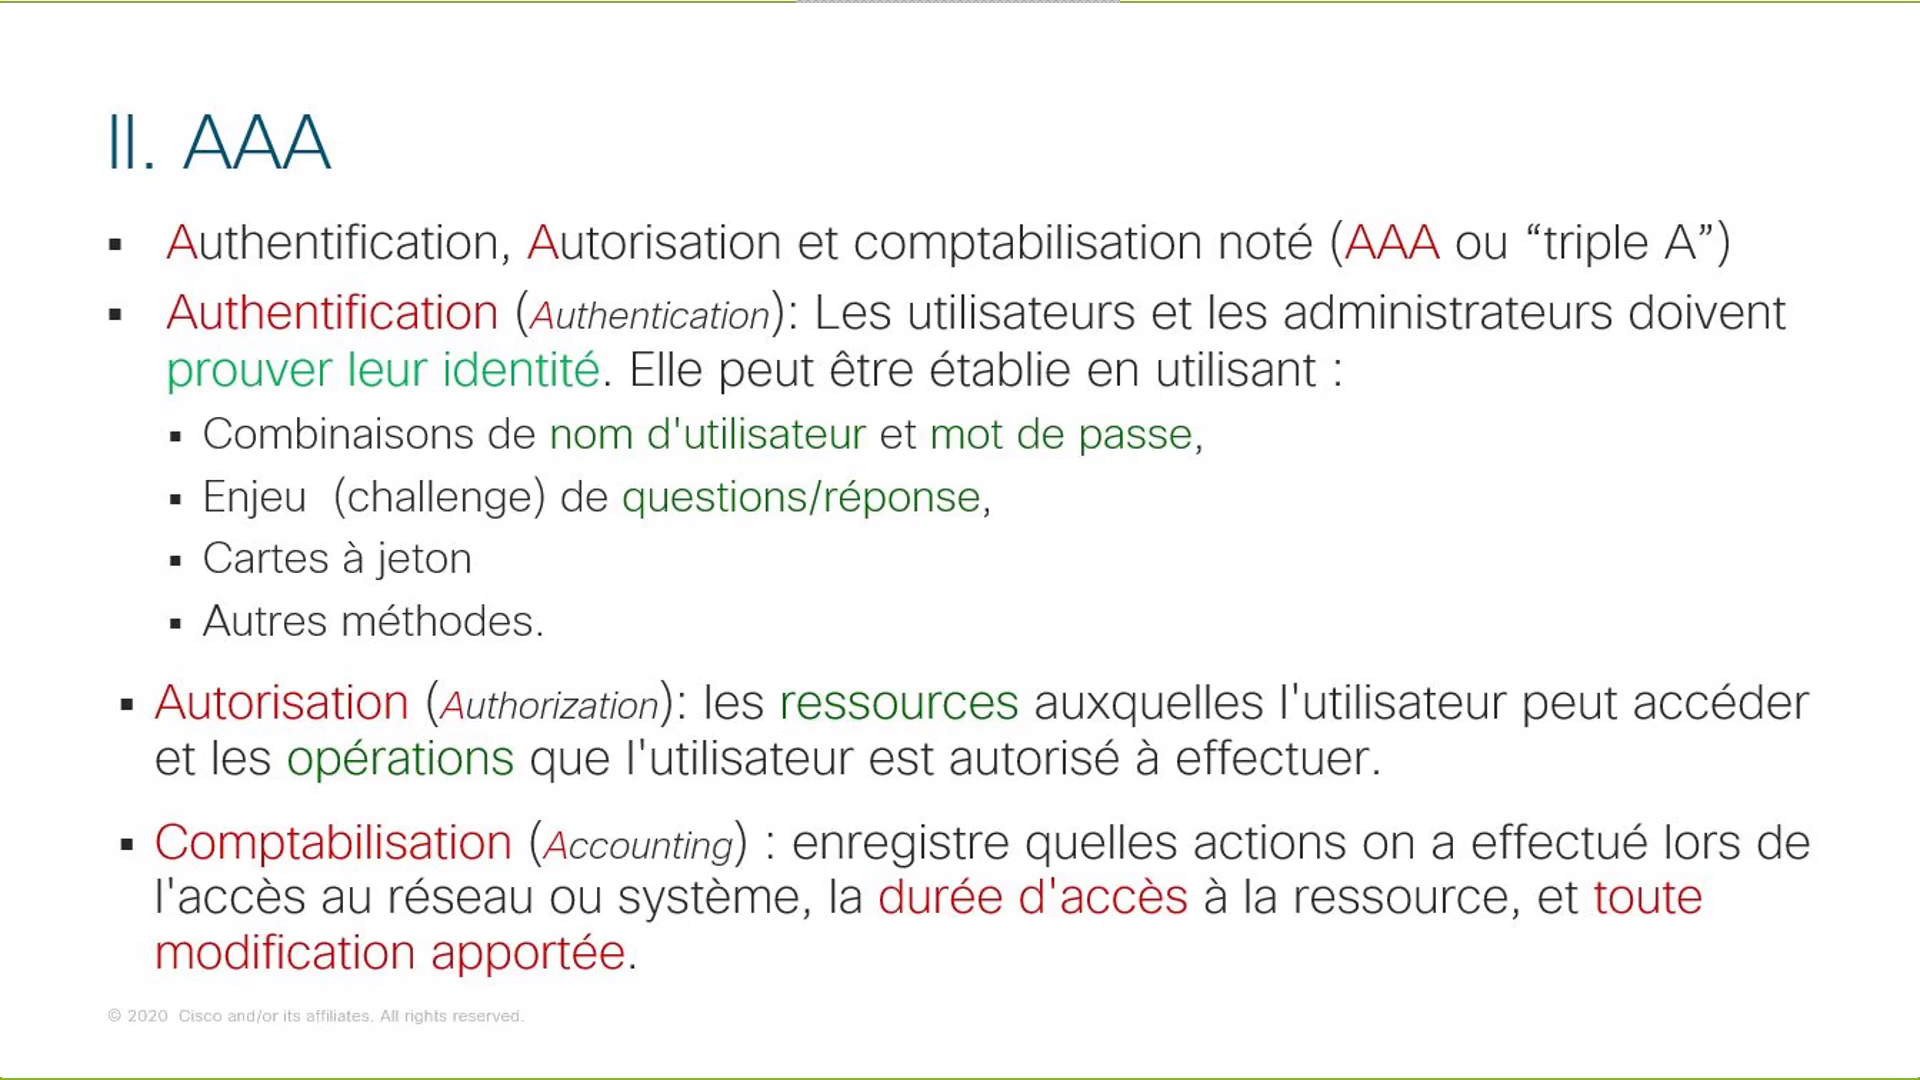 II. AAA
▪ Authentification, Autorisation et comptabilisation noté (AAA ou “triple A”)
▪ Authentification (Authentication): Les utilisateurs et les administrateurs doivent
prouver leur identité. Elle peut être établie en utilisant :
▪ Combinaisons de nom d'utilisateur et mot de passe,
▪ Enjeu (challenge) de questions/réponse,
▪ Cartes à jeton
▪ Autres méthodes.
▪ Autorisation (Authorization): les ressources auxquelles l'utilisateur peut accéder
et les opérations que l'utilisateur est autorisé à effectuer.
▪ Comptabilisation (Accounting) : enregistre quelles actions on a effectué lors de
l'accès au réseau ou système, la durée d'accès à la ressource, et toute
modification apportée.
© 2020 Cisco and/or its affiliates. All rights reserved.